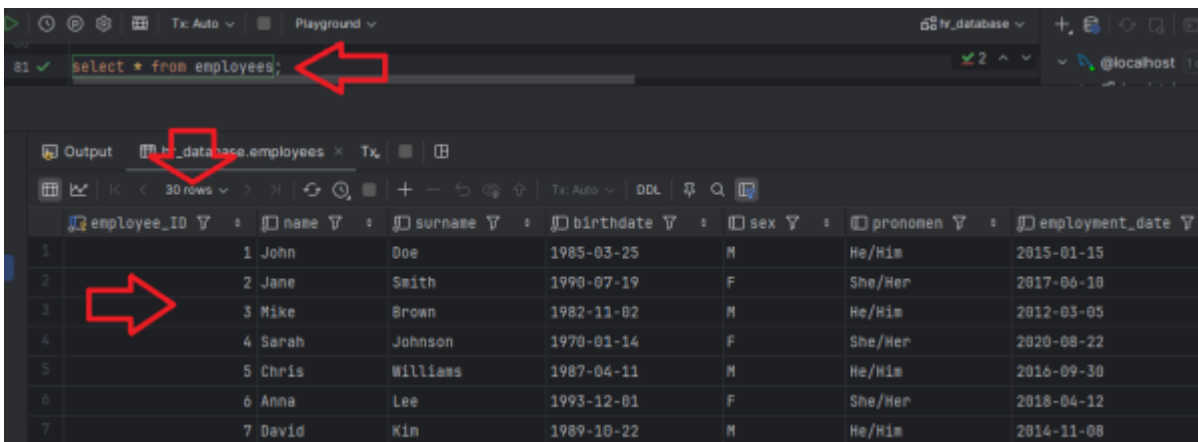 Tx: Auto Playground hr_database
81 select * from employees; 2 @localhost
Output hr_database.employees Tx
30 rows Tx: Auto DDL
employee_ID name surname birthdate sex pronomen employment_date
1 1 John Doe 1985-03-25 M He/Him 2015-01-15
2 2 Jane Smith 1990-07-19 F She/Her 2017-06-10
3 3 Mike Brown 1982-11-02 M He/Him 2012-03-05
4 4 Sarah Johnson 1970-01-14 F She/Her 2020-08-22
5 5 Chris Williams 1987-04-11 M He/Him 2016-09-30
6 6 Anna Lee 1993-12-01 F She/Her 2018-04-12
7 7 David Kim 1989-10-22 M He/Him 2014-11-08